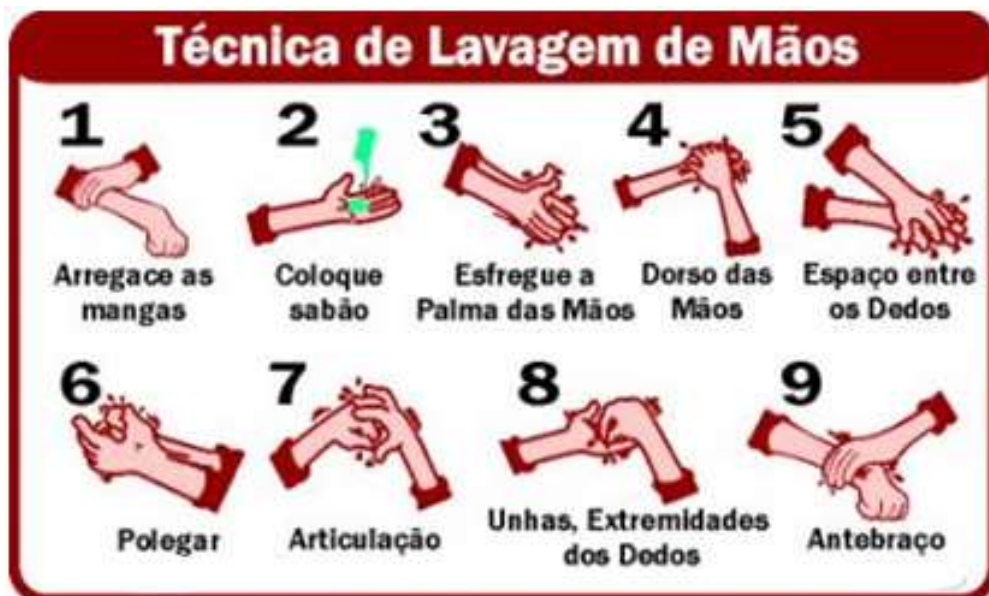 Técnica de Lavagem de Mãos
1
Arregace as
mangas
2
Coloque
sabão
3
Esfregue a
Palma das Mãos
4
Dorso das
Mãos
5
Espaço entre
os Dedos
6
Polegar
7
Articulação
8
Unhas, Extremidades
dos Dedos
9
Antebraço